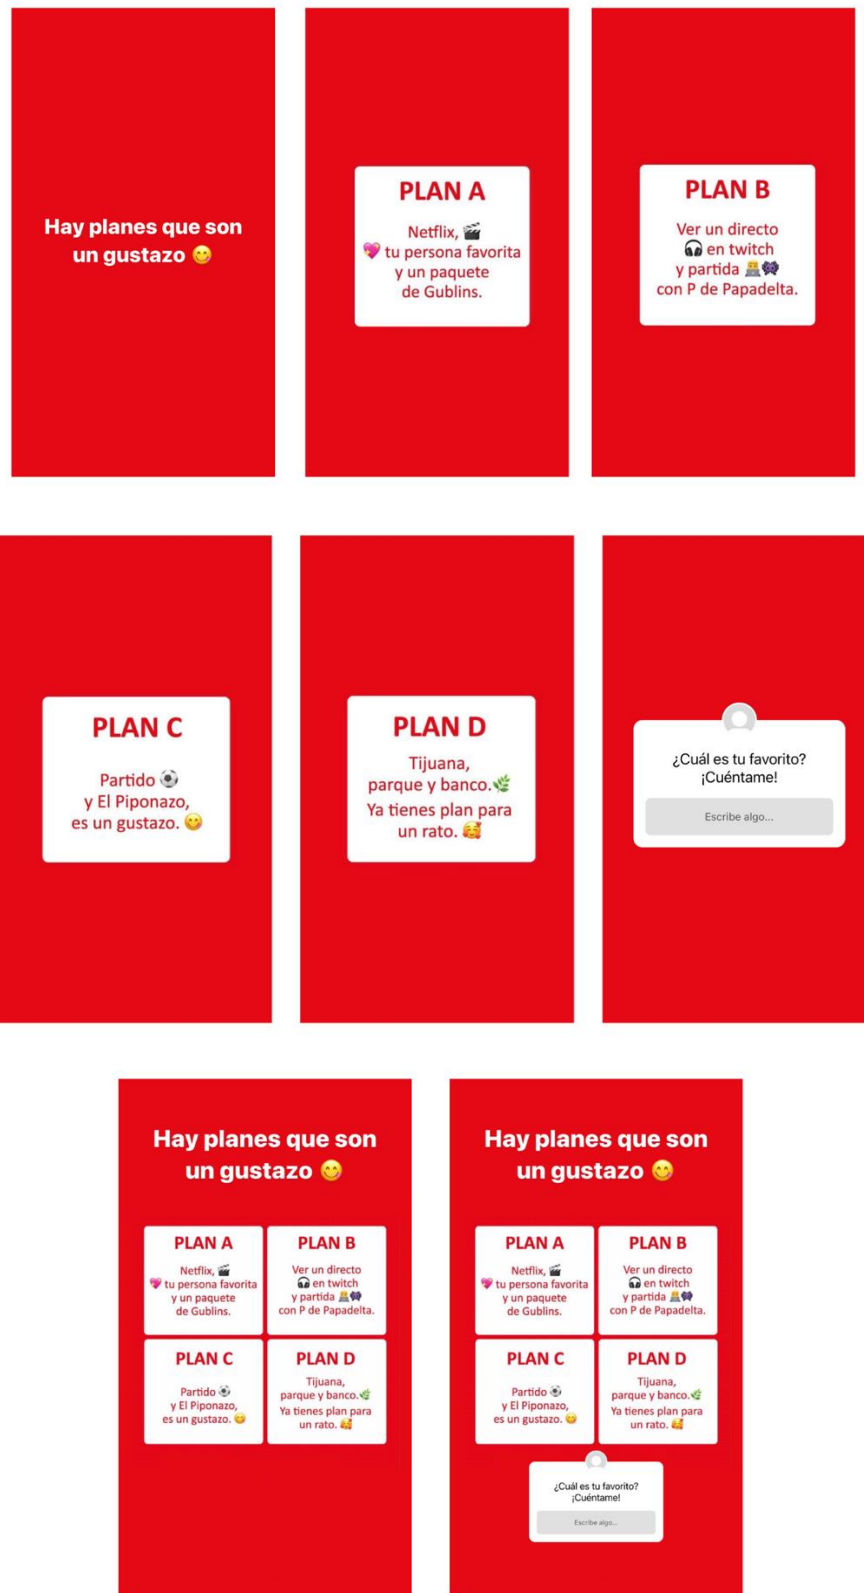 Hay planes que son
un gustazo 😋
PLAN A
Netflix, 🎬
💖 tu persona favorita
y un paquete
de Gublins.
PLAN B
Ver un directo
🎧 en twitch
y partida 👨‍💻👾
con P de Papadelta.
PLAN C
Partido ⚽
y El Piponazo,
es un gustazo. 😋
PLAN D
Tijuana,
parque y banco.🌿
Ya tienes plan para
un rato. 🥰
¿Cuál es tu favorito?
¡Cuéntame!
Escribe algo...
Hay planes que son
un gustazo 😋
PLAN A
Netflix, 🎬
💖 tu persona favorita
y un paquete
de Gublins.
PLAN B
Ver un directo
🎧 en twitch
y partida 👨‍💻👾
con P de Papadelta.
PLAN C
Partido ⚽
y El Piponazo,
es un gustazo. 😋
PLAN D
Tijuana,
parque y banco.🌿
Ya tienes plan para
un rato. 🥰
Hay planes que son
un gustazo 😋
PLAN A
Netflix, 🎬
💖 tu persona favorita
y un paquete
de Gublins.
PLAN B
Ver un directo
🎧 en twitch
y partida 👨‍💻👾
con P de Papadelta.
PLAN C
Partido ⚽
y El Piponazo,
es un gustazo. 😋
PLAN D
Tijuana,
parque y banco.🌿
Ya tienes plan para
un rato. 🥰
¿Cuál es tu favorito?
¡Cuéntame!
Escribe algo...